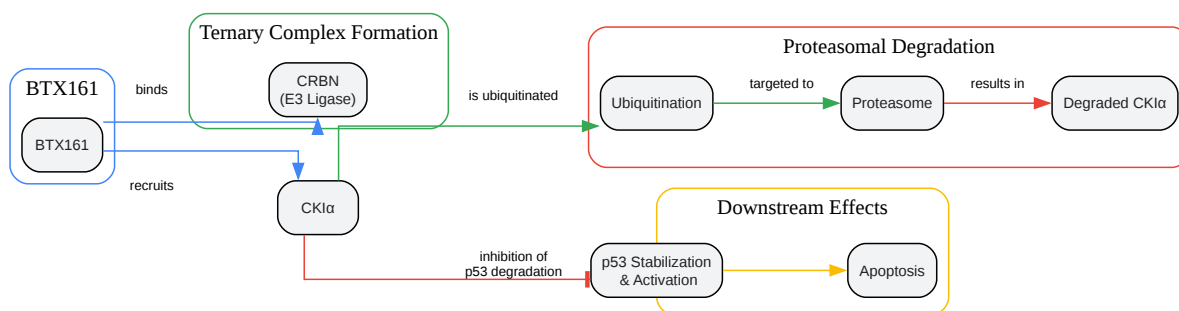 Ternary Complex Formation
Proteasomal Degradation
BTX161
binds
CRBN
(E3 Ligase)
is ubiquitinated
Ubiquitination
targeted to
Proteasome
results in
Degraded CKIα
BTX161
recruits
CKIα
Downstream Effects
inhibition of
p53 degradation
p53 Stabilization
& Activation
Apoptosis